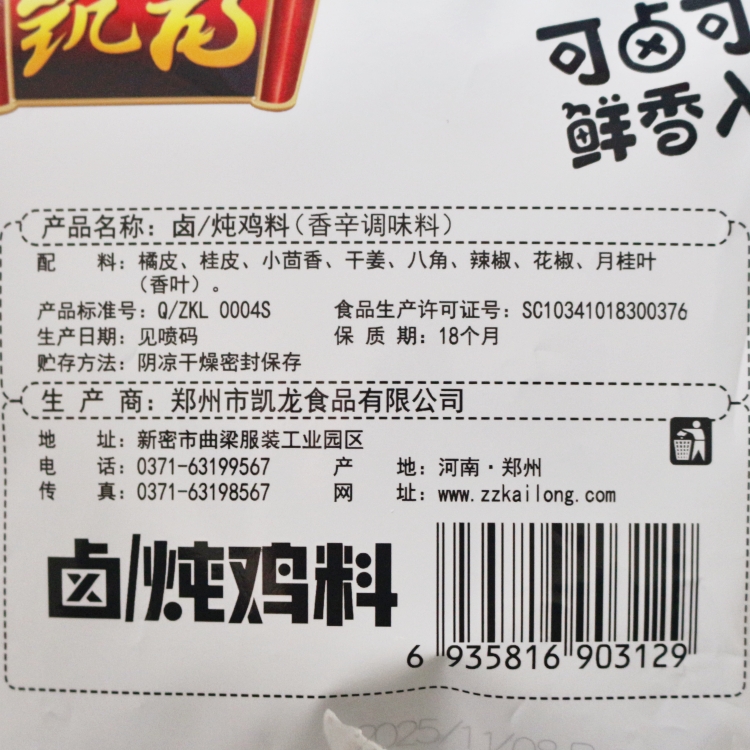 凯龙
可卤可
鲜香入
产品名称：卤/炖鸡料（香辛调味料）
配 料：橘皮、桂皮、小茴香、干姜、八角、辣椒、花椒、月桂叶
（香叶）。
产品标准号：Q/ZKL 0004S 食品生产许可证号：SC10341018300376
生产日期：见喷码 保 质 期：18个月
贮存方法：阴凉干燥密封保存
生 产 商：郑州市凯龙食品有限公司
地 址：新密市曲梁服装工业园区
电 话：0371-63199567 产 地：河南·郑州
传 真：0371-63198567 网 址：www.zzkailong.com
卤/炖鸡料
6 935816 903129
2025/11/08